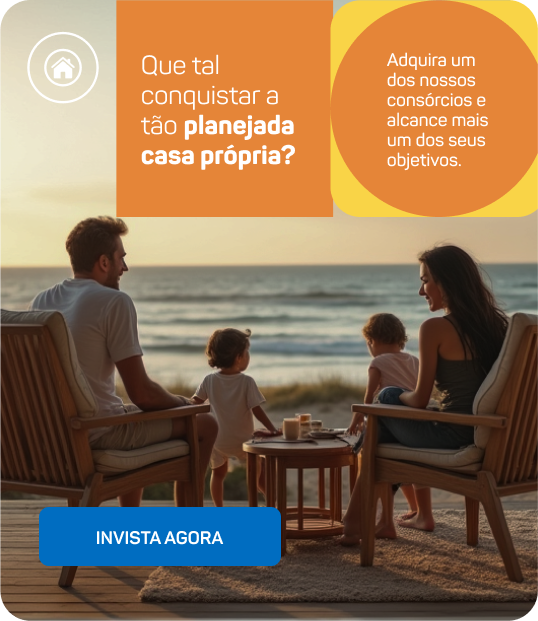 Que tal
conquistar a
tão planejada
casa própria?
Adquira um
dos nossos
consórcios e
alcance mais
um dos seus
objetivos.
INVISTA AGORA